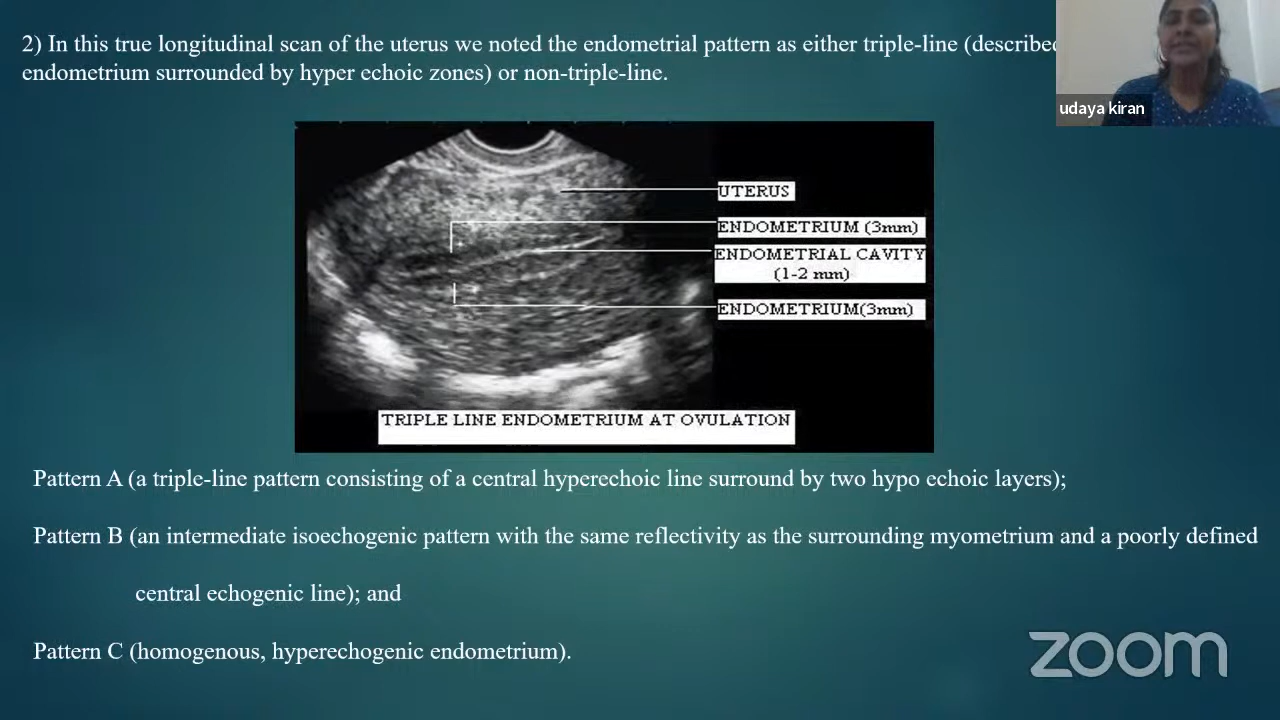 2) In this true longitudinal scan of the uterus we noted the endometrial pattern as either triple-line (described
endometrium surrounded by hyper echoic zones) or non-triple-line.
udaya kiran
UTERUS
ENDOMETRIUM (3mm)
ENDOMETRIAL CAVITY
(1-2 mm)
ENDOMETRIUM(3mm)
TRIPLE LINE ENDOMETRIUM AT OVULATION
Pattern A (a triple-line pattern consisting of a central hyperechoic line surround by two hypo echoic layers);
Pattern B (an intermediate isoechogenic pattern with the same reflectivity as the surrounding myometrium and a poorly defined
central echogenic line); and
Pattern C (homogenous, hyperechogenic endometrium).
zoom